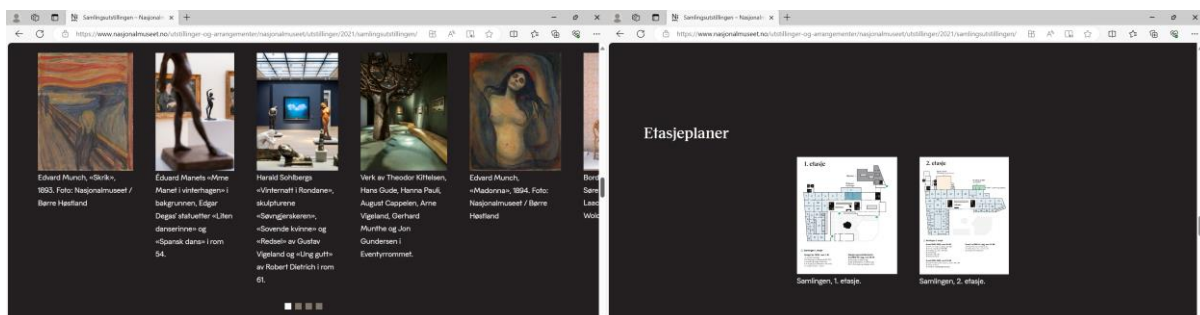 Samlingsutstillingen – Nasjonalm
https://www.nasjonalmuseet.no/utstillinger-og-arrangementer/nasjonalmuseet/utstillinger/2021/samlingsutstillingen/
Edvard Munch, «Skrik»,
1893. Foto: Nasjonalmuseet /
Børre Høstland
Édouard Manets «Mme
Manet i vinterhagen» i
bakgrunnen, Edgar
Degas' statuetter «Liten
danserinne» og
«Spansk dans» i rom
54.
Harald Sohlbergs
«Vinternatt i Rondane»,
skulpturene
«Søvngjengersken»,
«Sovende kvinne» og
«Redsel» av Gustav
Vigeland og «Ung gutt»
av Robert Dietrich i rom
61.
Verk av Theodor Kittelsen,
Hans Gude, Hanna Pauli,
August Cappelen, Arne
Vigeland, Gerhard
Munthe og Jon
Gundersen i
Eventyrrommet.
Edvard Munch,
«Madonna», 1894. Foto:
Nasjonalmuseet / Børre
Høstland
Samlingsutstillingen – Nasjonalm
https://www.nasjonalmuseet.no/utstillinger-og-arrangementer/nasjonalmuseet/utstillinger/2021/samlingsutstillingen/
Etasjeplaner
1. etasje
2. etasje
Samlingen, 1. etasje.
Samlingen, 2. etasje.